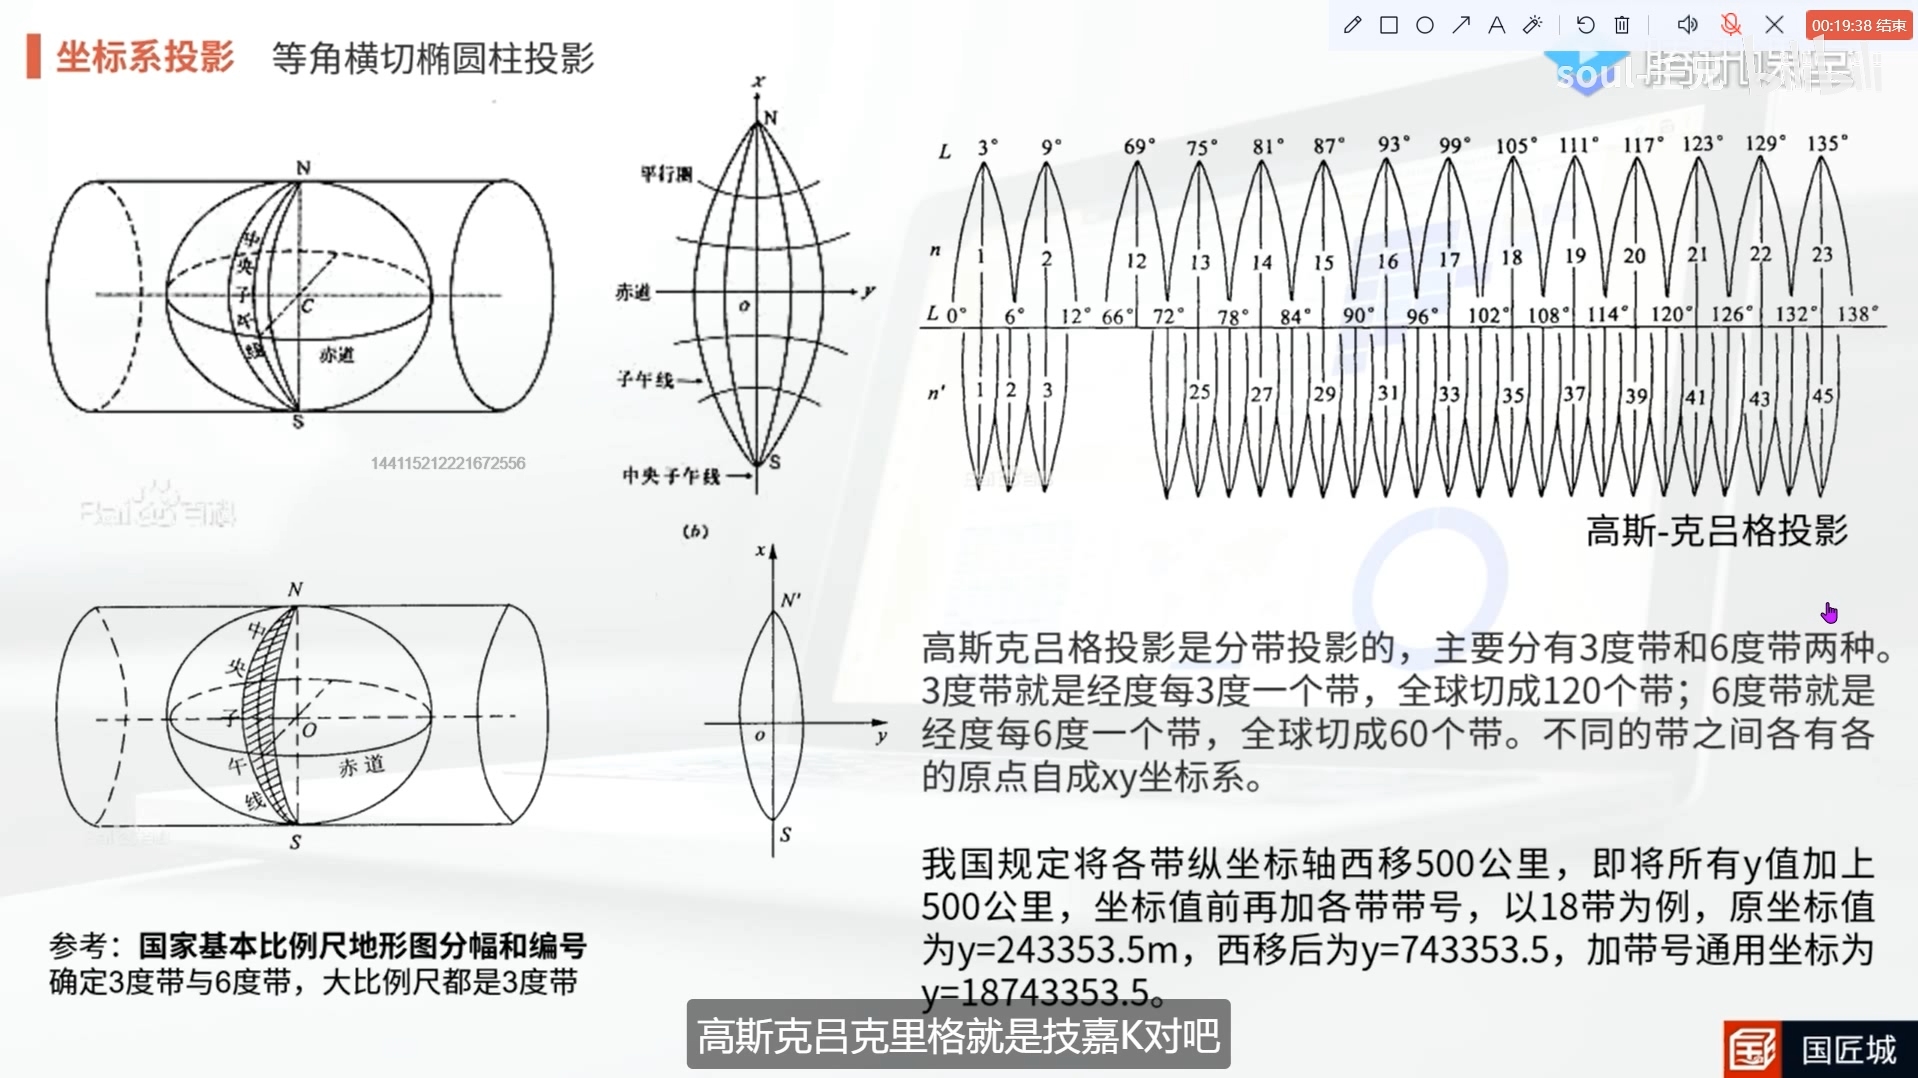 00:19:38 结束
坐标系投影 等角横切椭圆柱投影
soul
N
中
央
子
午
线
C
赤道
S
144115212221672556
Baidu百科
x
N
平行圈
赤道
o
y
子午线
S
中央子午线
(b)
L 3° 9° 69° 75° 81° 87° 93° 99° 105° 111° 117° 123° 129° 135°
n 1 2 12 13 14 15 16 17 18 19 20 21 22 23
L 0° 6° 12° 66° 72° 78° 84° 90° 96° 102° 108° 114° 120° 126° 132° 138°
n' 1 2 3 25 27 29 31 33 35 37 39 41 43 45
高斯-克吕格投影
N
中
央
子
午
线
O
赤道
S
x
N'
o
y
S
高斯克吕格投影是分带投影的，主要分有3度带和6度带两种。
3度带就是经度每3度一个带，全球切成120个带；6度带就是
经度每6度一个带，全球切成60个带。不同的带之间各有各
的原点自成xy坐标系。
我国规定将各带纵坐标轴西移500公里，即将所有y值加上
500公里，坐标值前再加各带带号，以18带为例，原坐标值
为y=243353.5m，西移后为y=743353.5，加带号通用坐标为
y=18743353.5。
参考：国家基本比例尺地形图分幅和编号
确定3度带与6度带，大比例尺都是3度带
高斯克吕克里格就是技嘉K对吧
国匠城